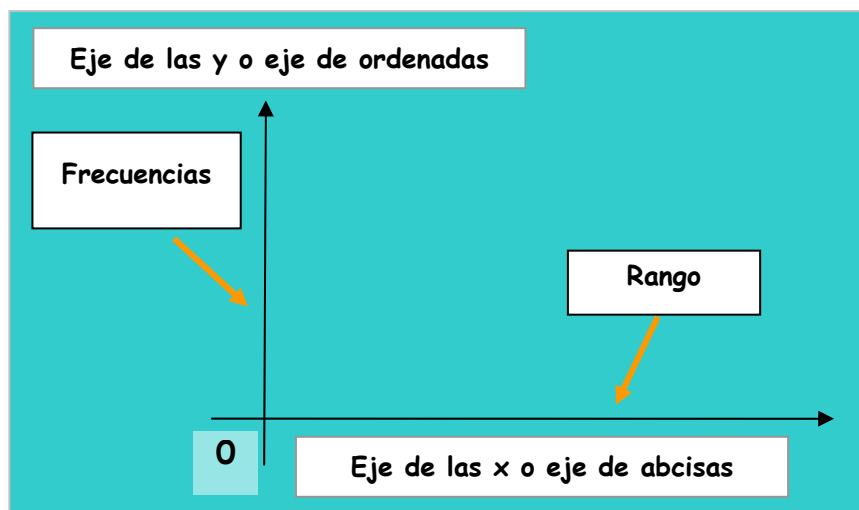 Eje de las y o eje de ordenadas
Frecuencias
Rango
0
Eje de las x o eje de abcisas